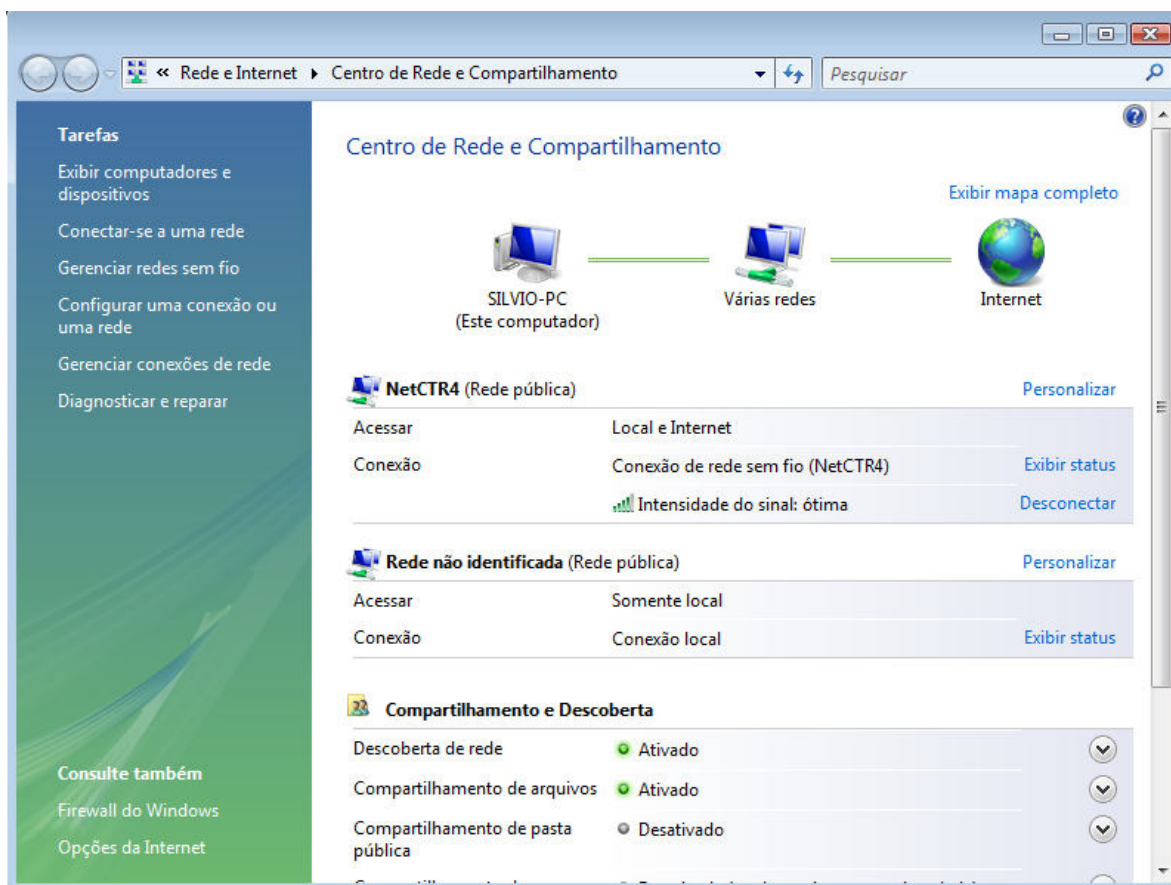 « Rede e Internet ▸ Centro de Rede e Compartilhamento
Pesquisar
Tarefas
Exibir computadores e
dispositivos
Conectar-se a uma rede
Gerenciar redes sem fio
Configurar uma conexão ou
uma rede
Gerenciar conexões de rede
Diagnosticar e reparar
Consulte também
Firewall do Windows
Opções da Internet
Centro de Rede e Compartilhamento
Exibir mapa completo
SILVIO-PC
(Este computador)
Várias redes
Internet
NetCTR4 (Rede pública) Personalizar
Acessar Local e Internet
Conexão Conexão de rede sem fio (NetCTR4) Exibir status
Intensidade do sinal: ótima Desconectar
Rede não identificada (Rede pública) Personalizar
Acessar Somente local
Conexão Conexão local Exibir status
Compartilhamento e Descoberta
Descoberta de rede Ativado
Compartilhamento de arquivos Ativado
Compartilhamento de pasta
pública Desativado